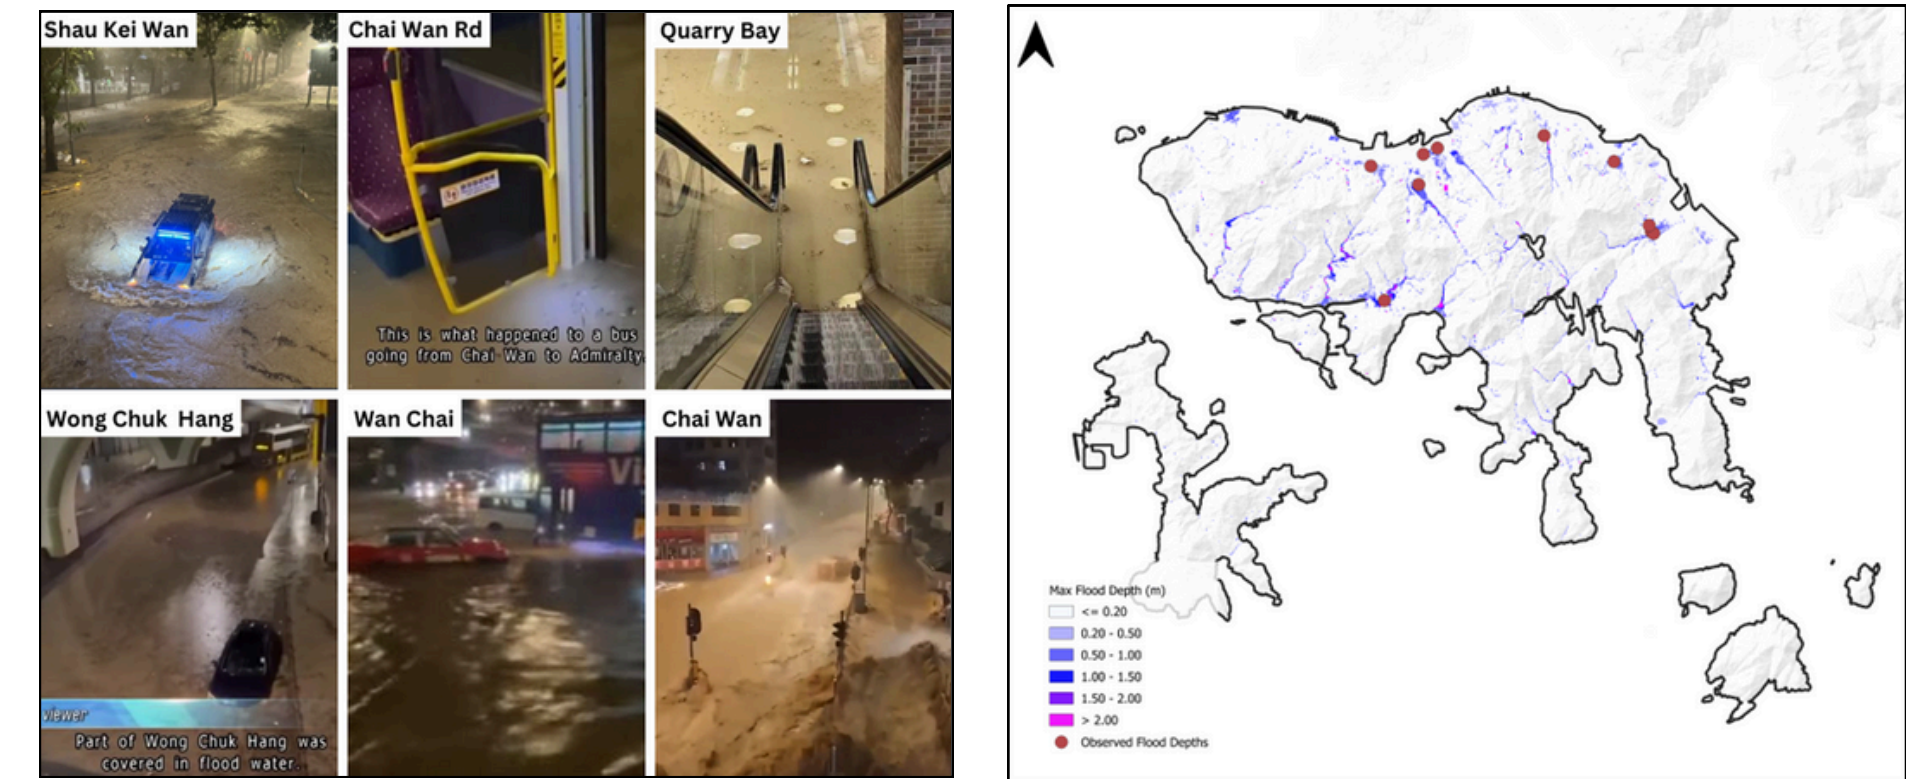 Shau Kei Wan
Chai Wan Rd
Quarry Bay
This is what happened to a bus
going from Chai Wan to Admiralty.
Wong Chuk Hang
Wan Chai
Chai Wan
Vi
viewer
Part of Wong Chuk Hang was
covered in flood water.
Max Flood Depth (m)
<= 0.20
0.20 - 0.50
0.50 - 1.00
1.00 - 1.50
1.50 - 2.00
> 2.00
Observed Flood Depths